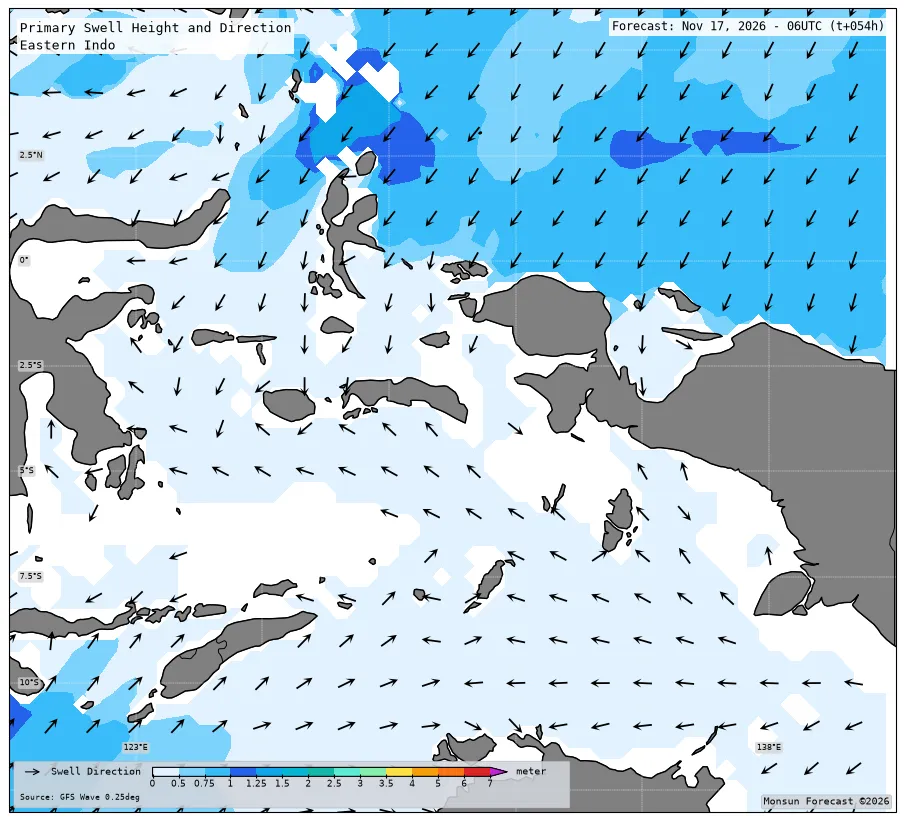 Primary Swell Height and Direction
Eastern Indo
Forecast: Nov 17, 2026 - 06UTC (t+054h)
2.5°N
0°
2.5°S
5°S
7.5°S
10°S
123°E
138°E
Swell Direction
0 0.5 0.75 1 1.25 1.5 2 2.5 3 3.5 4 5 6 7
meter
Source: GFS Wave 0.25deg
Monsun Forecast ©2026